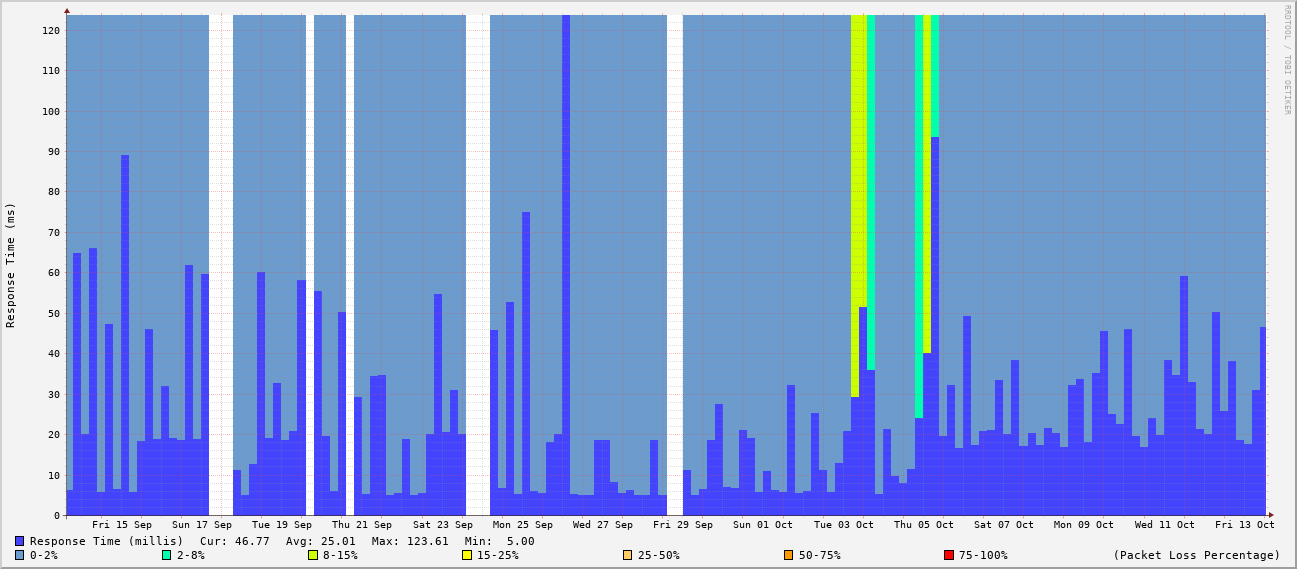 RRDTOOL / TOBI OETIKER
Response Time (ms)
120
110
100
90
80
70
60
50
40
30
20
10
0
Fri 15 Sep Sun 17 Sep Tue 19 Sep Thu 21 Sep Sat 23 Sep Mon 25 Sep Wed 27 Sep Fri 29 Sep Sun 01 Oct Tue 03 Oct Thu 05 Oct Sat 07 Oct Mon 09 Oct Wed 11 Oct Fri 13 Oct
Response Time (millis) Cur: 46.77 Avg: 25.01 Max: 123.61 Min: 5.00
0-2% 2-8% 8-15% 15-25% 25-50% 50-75% 75-100% (Packet Loss Percentage)